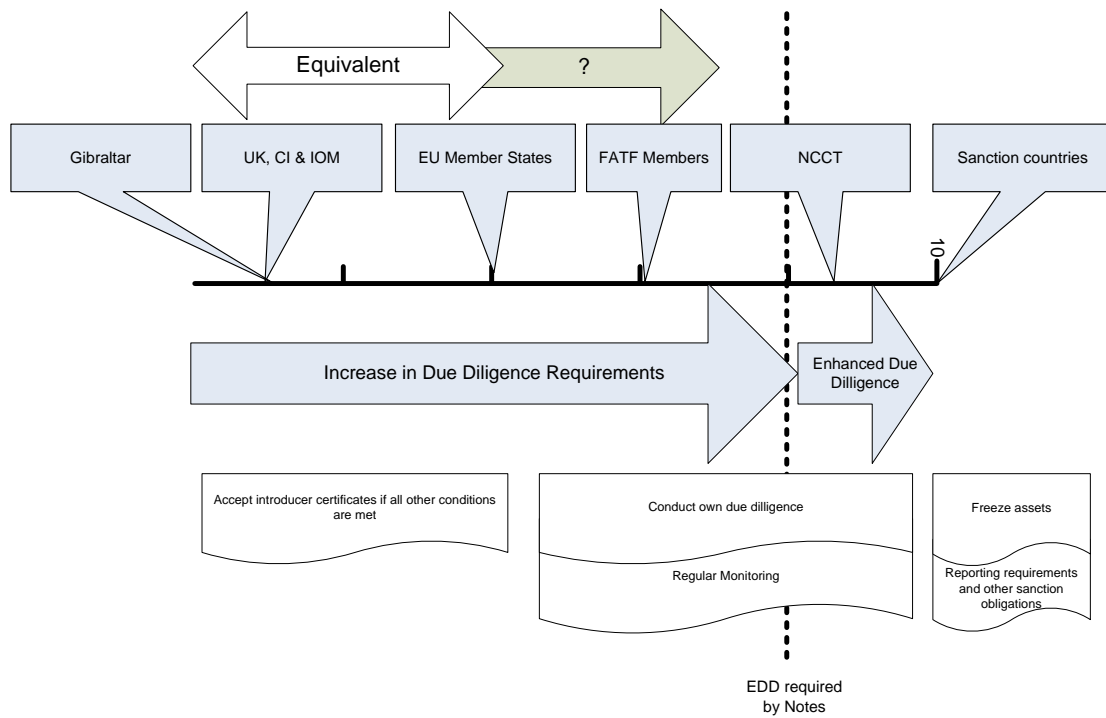 Equivalent
?
Gibraltar
UK, CI & IOM
EU Member States
FATF Members
NCCT
Sanction countries
10
Increase in Due Diligence Requirements
Enhanced Due
Dilligence
Accept introducer certificates if all other conditions
are met
Conduct own due dilligence
Regular Monitoring
Freeze assets
Reporting requirements
and other sanction
obligations
EDD required
by Notes